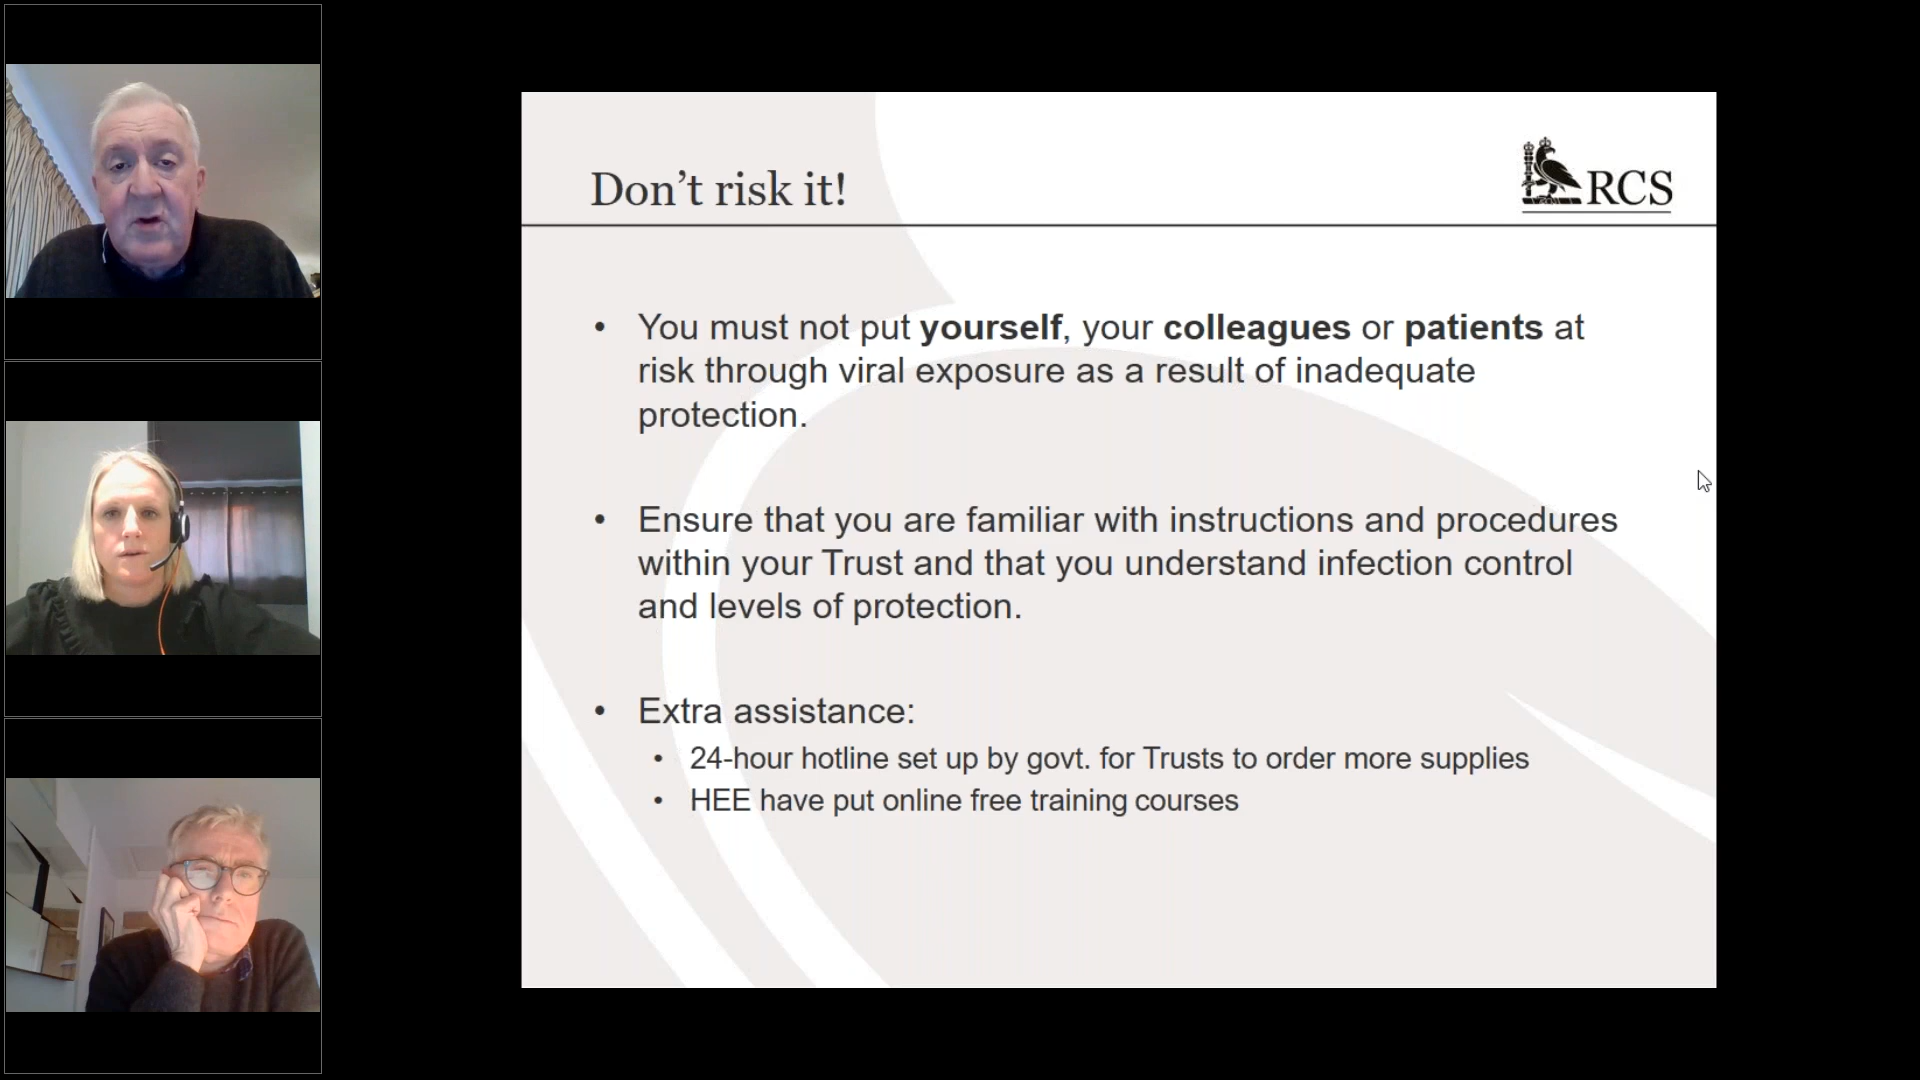 Don’t risk it!
RCS
• You must not put yourself, your colleagues or patients at
risk through viral exposure as a result of inadequate
protection.
• Ensure that you are familiar with instructions and procedures
within your Trust and that you understand infection control
and levels of protection.
• Extra assistance:
• 24-hour hotline set up by govt. for Trusts to order more supplies
• HEE have put online free training courses